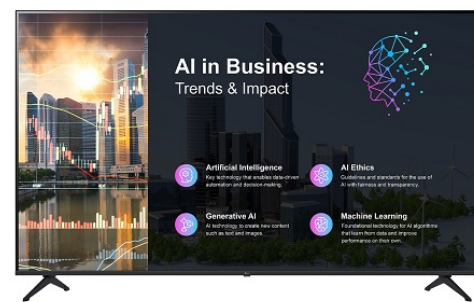 AI in Business:
Trends & Impact
Artificial Intelligence
Key technology that enables data-driven
automation and decision-making.
AI Ethics
Guidelines and standards for the use of
AI with fairness and transparency.
Generative AI
AI technology to create new content
such as text and images.
Machine Learning
Foundational technology for AI algorithms
that learn from data and improve
performance on their own.